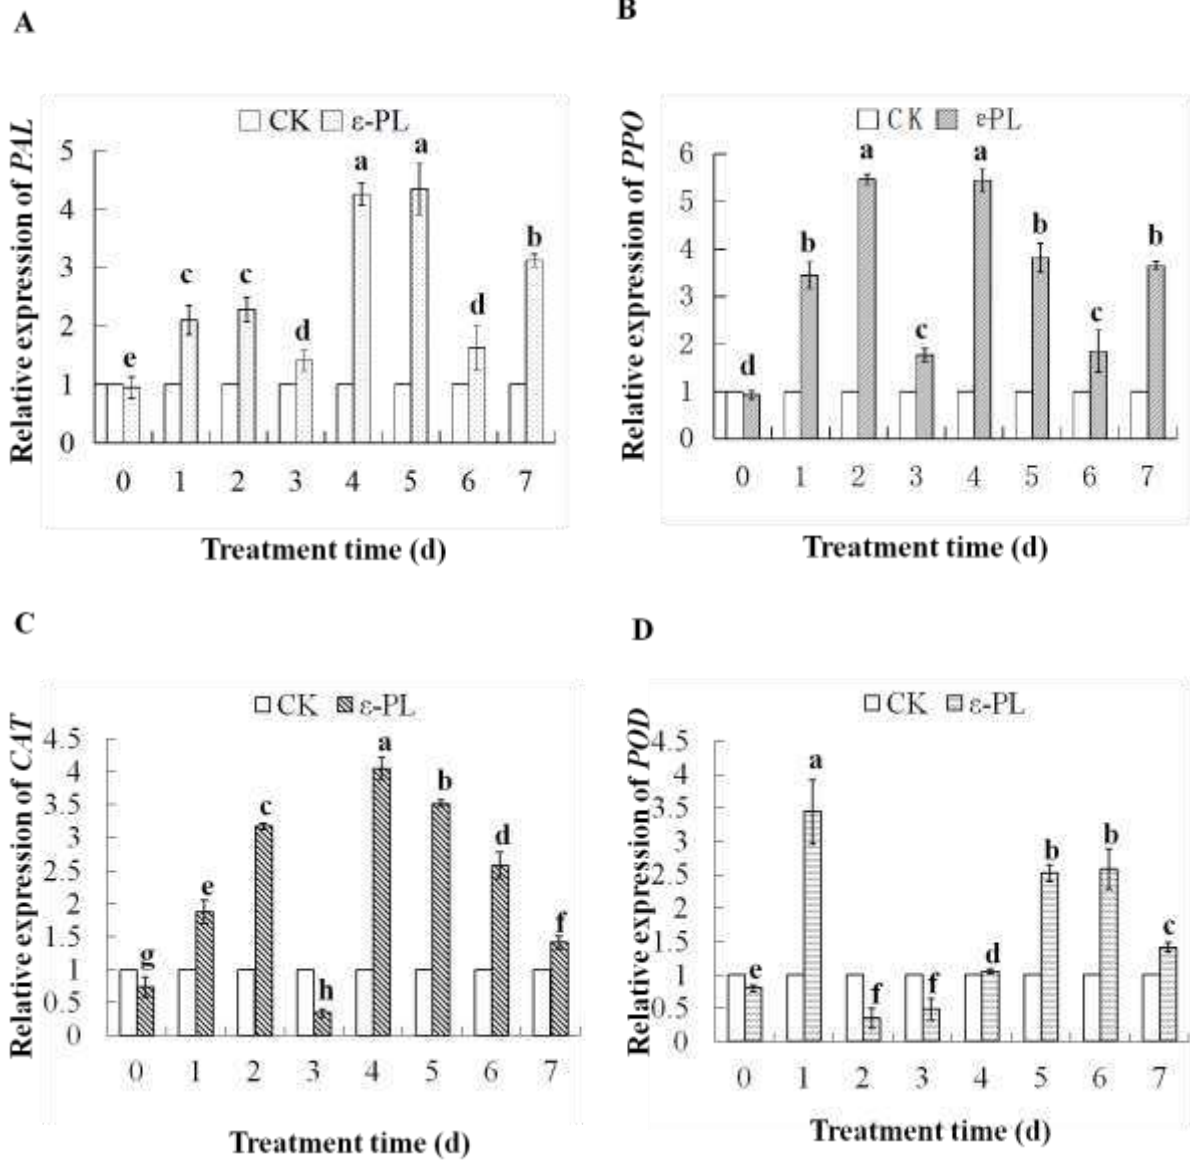 A
CK ε-PL
Relative expression of PAL
5
4
3
2
1
0
e c c d a a d b
0 1 2 3 4 5 6 7
Treatment time (d)
B
CK e-PL
Relative expression of PPO
6
5
4
3
2
1
0
d b a c a b c b
0 1 2 3 4 5 6 7
Treatment time (d)
C
CK ε-PL
Relative expression of CAT
4.5
4
3.5
3
2.5
2
1.5
1
0.5
0
g e c h a b d f
0 1 2 3 4 5 6 7
Treatment time (d)
D
CK ε-PL
Relative expression of POD
4.5
4
3.5
3
2.5
2
1.5
1
0.5
0
e a f f d b b c
0 1 2 3 4 5 6 7
Treatment time (d)